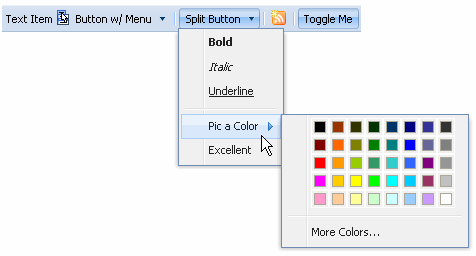 Text Item Button w/ Menu Split Button Toggle Me
Bold
Italic
Underline
Pic a Color
Excellent
More Colors...